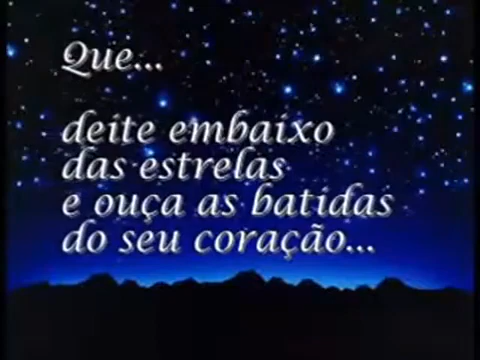 Que...
deite embaixo
das estrelas
e ouça as batidas
do seu coração...